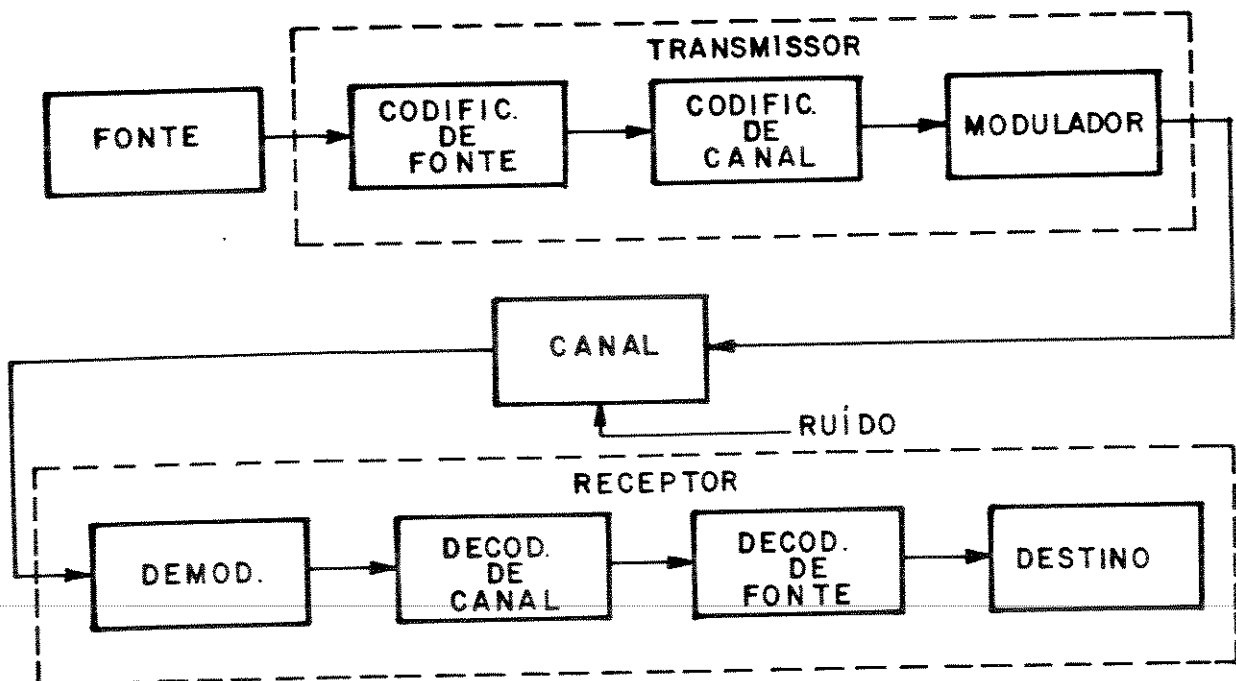 TRANSMISSOR
FONTE
CODIFIC.
DE
FONTE
CODIFIC.
DE
CANAL
MODULADOR
CANAL
RUÍDO
RECEPTOR
DEMOD.
DECOD.
DE
CANAL
DECOD.
DE
FONTE
DESTINO